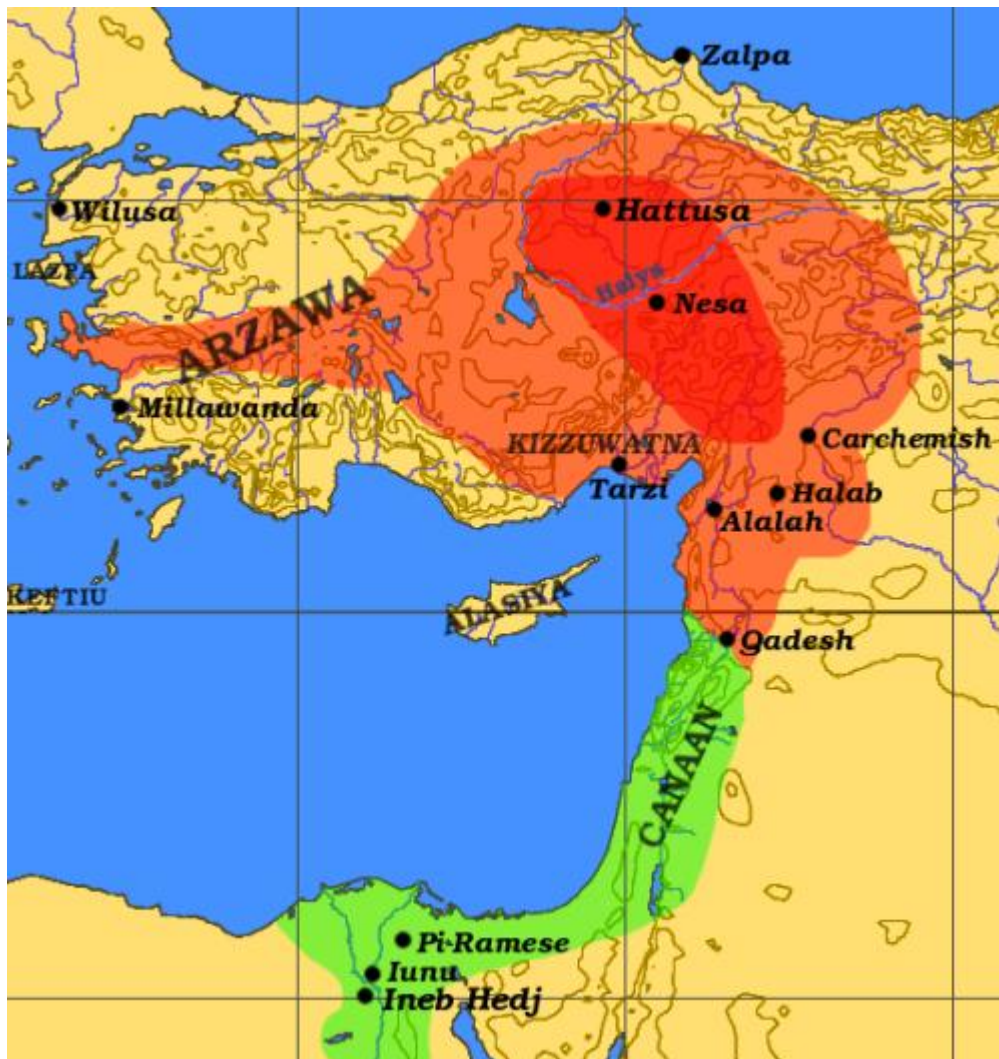 Zalpa
Wilusa
Hattusa
LAZPA
Halys
ARZAWA
Nesa
Millawanda
KIZZUWATNA
Carchemish
Tarzi
Halab
Alalah
KEFTIU
ALASIYA
Qadesh
CANAAN
Pi-Ramese
Iunu
Ineb Hedj